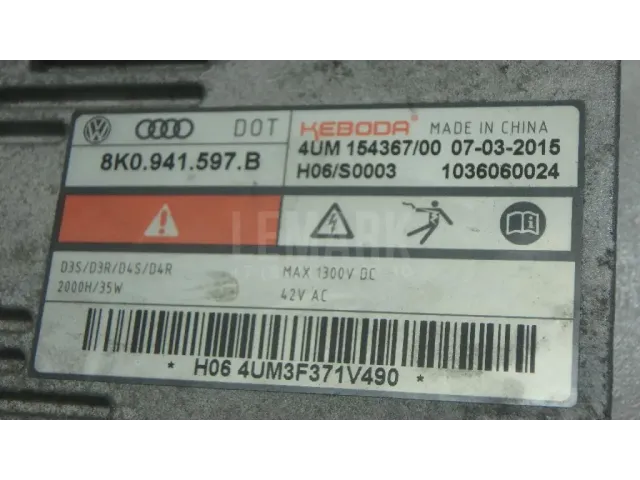 DOT KEBODA® MADE IN CHINA
8K0.941.597.B 4UM 154367/00 07-03-2015
H06/S0003 1036060024
LEMARK
D3S/D3R/D4S/D4R MAX 1300V DC
2000H/35W 42V AC
* H06 4UM3F371V490 *